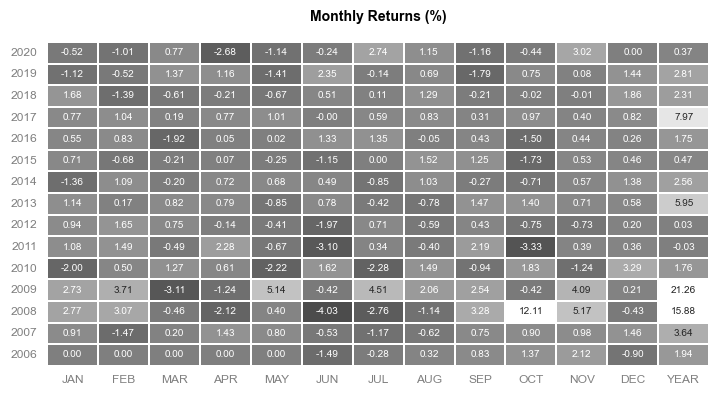 Monthly Returns (%)
2020 -0.52 -1.01 0.77 -2.68 -1.14 -0.24 2.74 1.15 -1.16 -0.44 3.02 0.00 0.37
2019 -1.12 -0.52 1.37 1.16 -1.41 2.35 -0.14 0.69 -1.79 0.75 0.08 1.44 2.81
2018 1.68 -1.39 -0.61 -0.21 -0.67 0.51 0.11 1.29 -0.21 -0.02 -0.01 1.86 2.31
2017 0.77 1.04 0.19 0.77 1.01 -0.00 0.59 0.83 0.31 0.97 0.40 0.82 7.97
2016 0.55 0.83 -1.92 0.05 0.02 1.33 1.35 -0.05 0.43 -1.50 0.44 0.26 1.75
2015 0.71 -0.68 -0.21 0.07 -0.25 -1.15 0.00 1.52 1.25 -1.73 0.53 0.46 0.47
2014 -1.36 1.09 -0.20 0.72 0.68 0.49 -0.85 1.03 -0.27 -0.71 0.57 1.38 2.56
2013 1.14 0.17 0.82 0.79 -0.85 0.78 -0.42 -0.78 1.47 1.40 0.71 0.58 5.95
2012 0.94 1.65 0.75 -0.14 -0.41 -1.97 0.71 -0.59 0.43 -0.75 -0.73 0.20 0.03
2011 1.08 1.49 -0.49 2.28 -0.67 -3.10 0.34 -0.40 2.19 -3.33 0.39 0.36 -0.03
2010 -2.00 0.50 1.27 0.61 -2.22 1.62 -2.28 1.49 -0.94 1.83 -1.24 3.29 1.76
2009 2.73 3.71 -3.11 -1.24 5.14 -0.42 4.51 2.06 2.54 -0.42 4.09 0.21 21.26
2008 2.77 3.07 -0.46 -2.12 0.40 -4.03 -2.76 -1.14 3.28 12.11 5.17 -0.43 15.88
2007 0.91 -1.47 0.20 1.43 0.80 -0.53 -1.17 -0.62 0.75 0.90 0.98 1.46 3.64
2006 0.00 0.00 0.00 0.00 0.00 -1.49 -0.28 0.32 0.83 1.37 2.12 -0.90 1.94
JAN FEB MAR APR MAY JUN JUL AUG SEP OCT NOV DEC YEAR